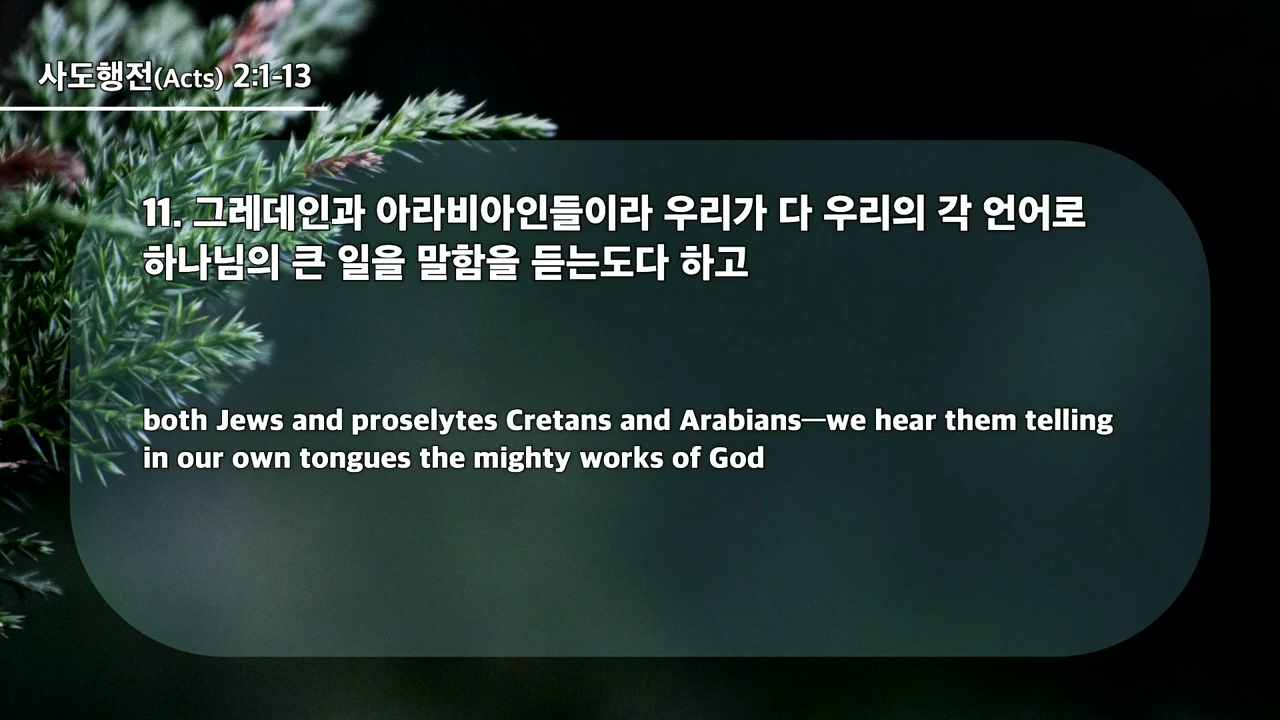 사도행전(Acts) 2:1-13
11. 그레데인과 아라비아인들이라 우리가 다 우리의 각 언어로
하나님의 큰 일을 말함을 듣는도다 하고
both Jews and proselytes Cretans and Arabians—we hear them telling
in our own tongues the mighty works of God